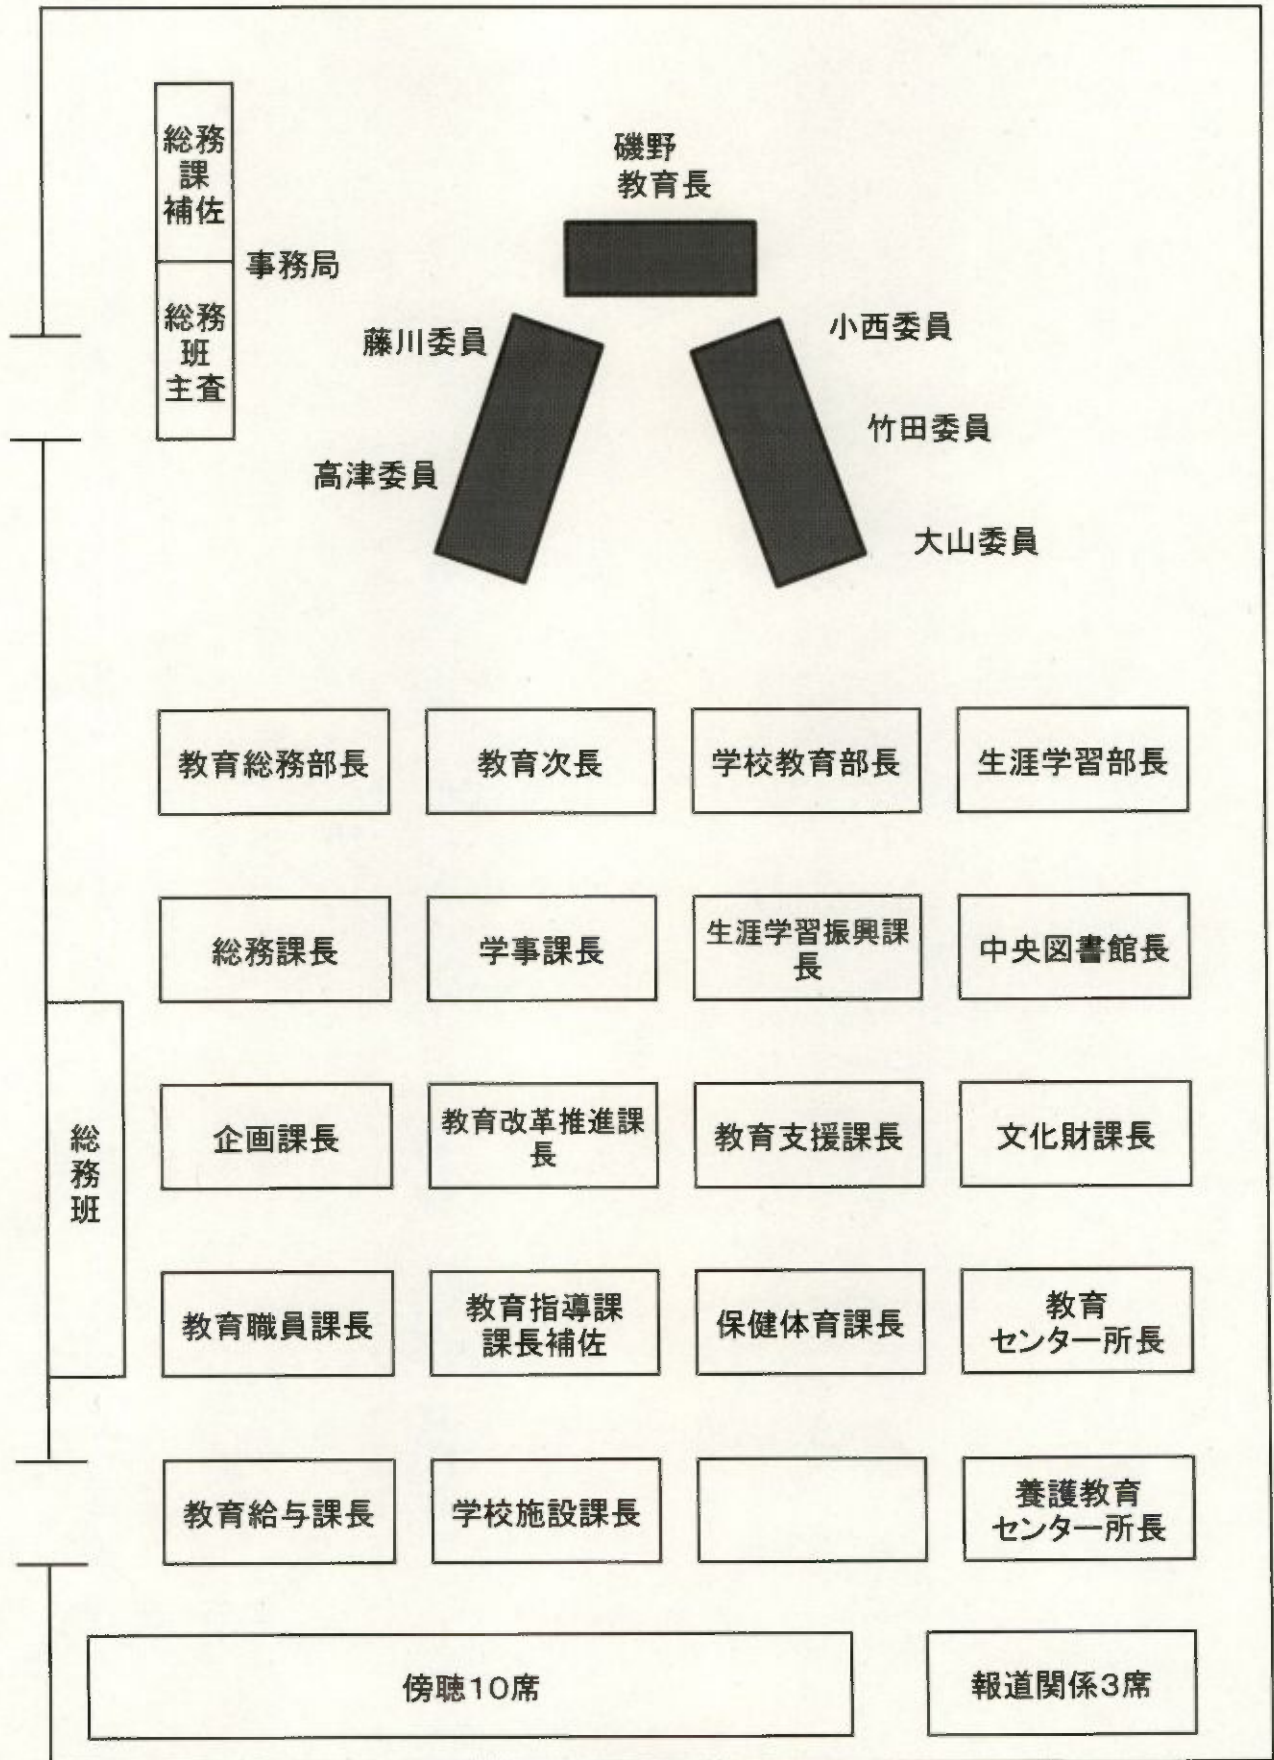 総務
課
補佐
総務
班
主査
事務局
磯野
教育長
藤川委員
高津委員
小西委員
竹田委員
大山委員
教育総務部長
教育次長
学校教育部長
生涯学習部長
総務課長
学事課長
生涯学習振興課
長
中央図書館長
総
務
班
企画課長
教育改革推進課
長
教育支援課長
文化財課長
教育職員課長
教育指導課
課長補佐
保健体育課長
教育
センター所長
教育給与課長
学校施設課長
養護教育
センター所長
傍聴10席
報道関係3席